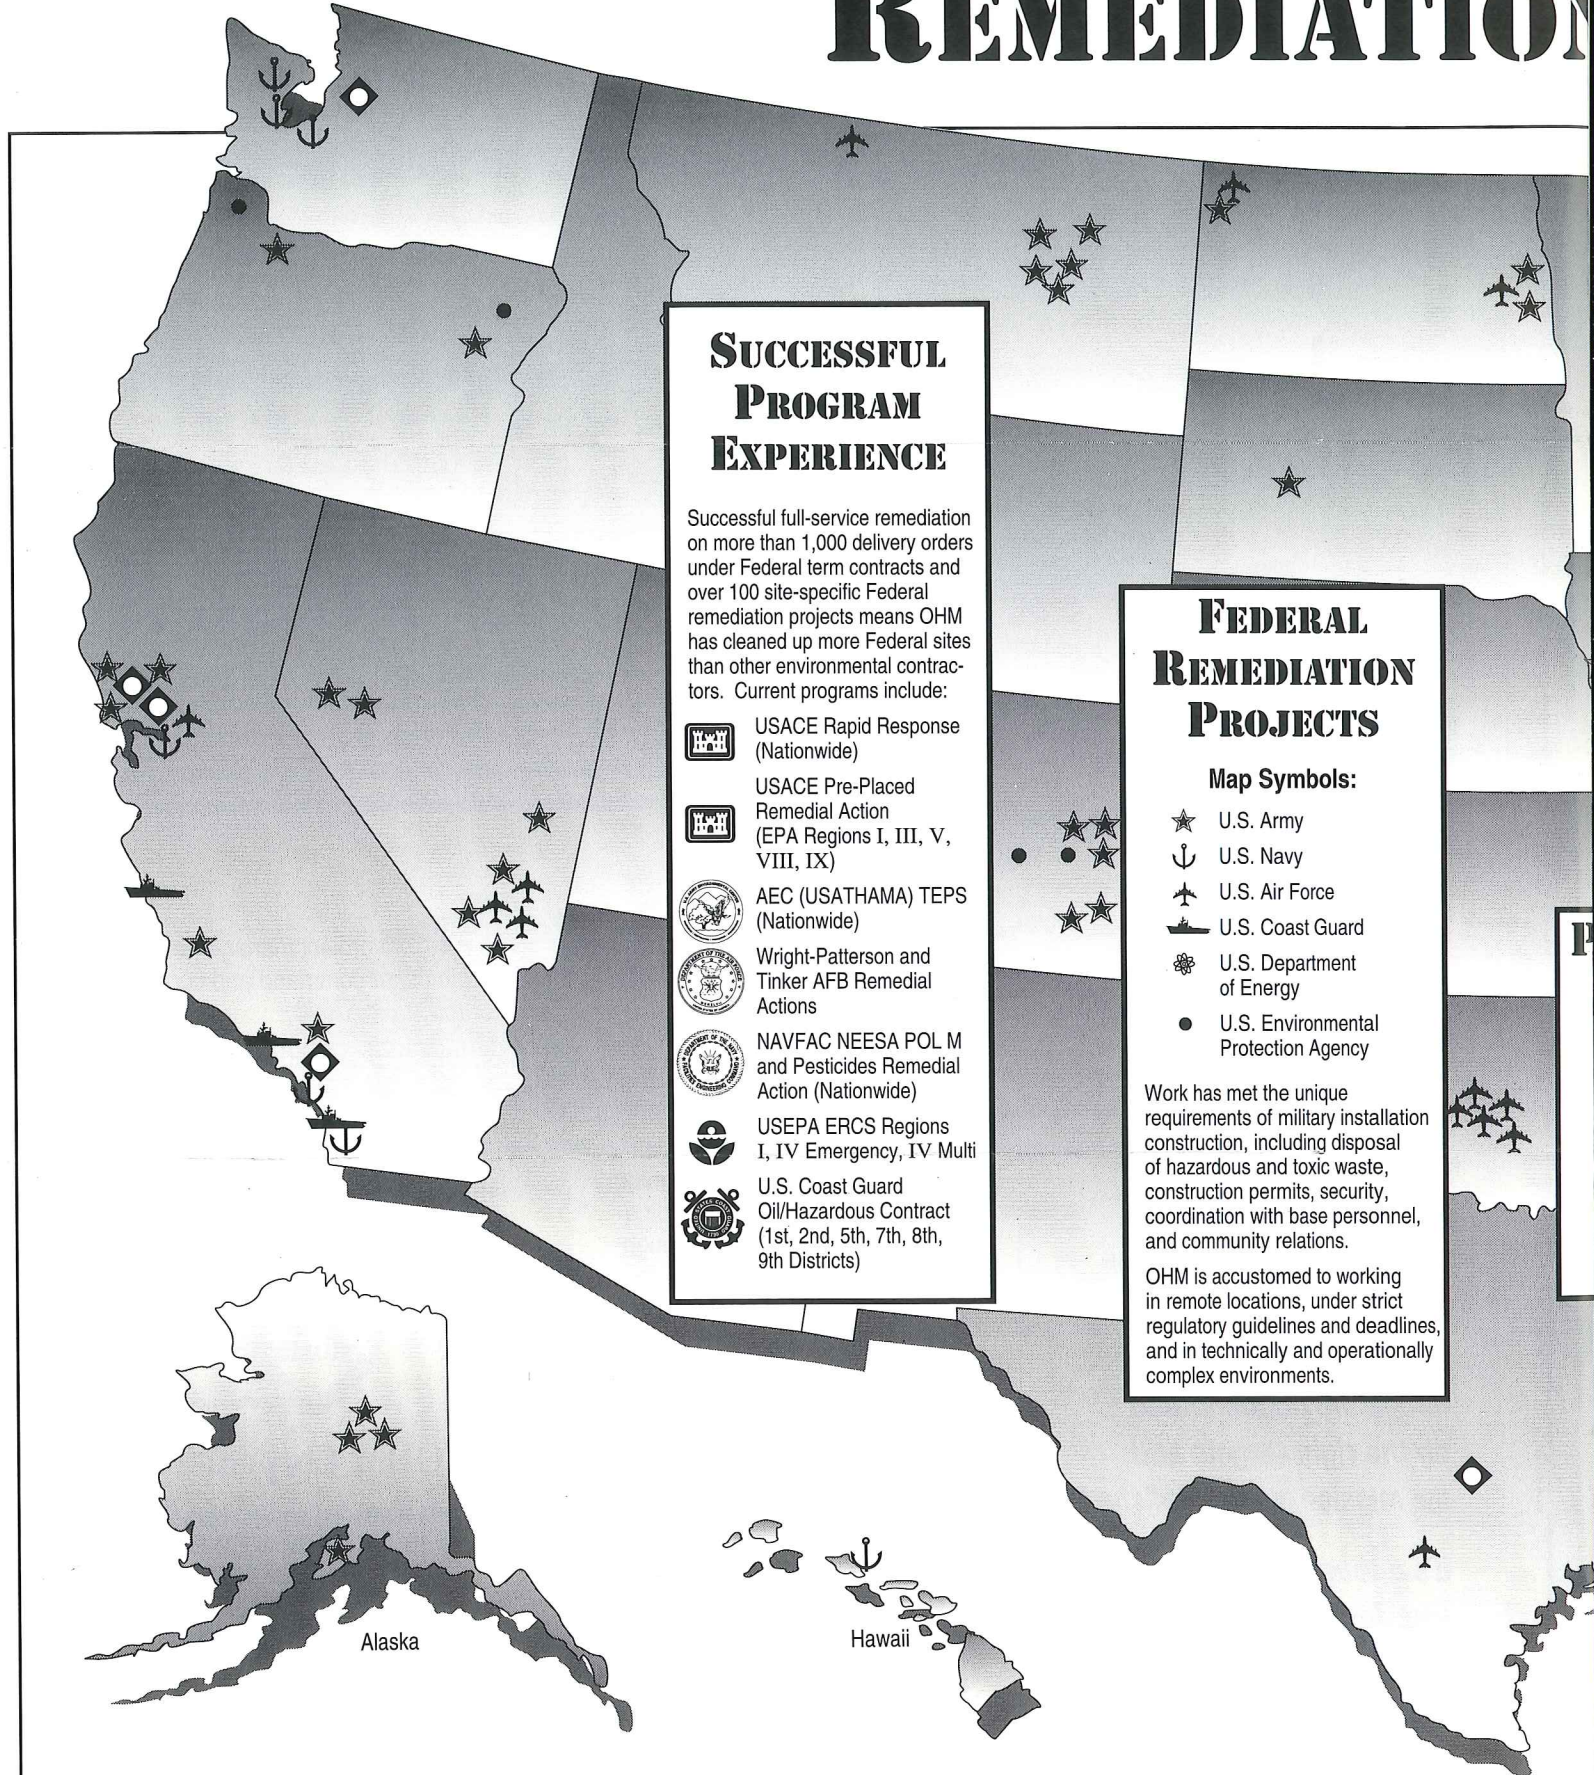 REMEDIATION
SUCCESSFUL
PROGRAM
EXPERIENCE
Successful full-service remediation
on more than 1,000 delivery orders
under Federal term contracts and
over 100 site-specific Federal
remediation projects means OHM
has cleaned up more Federal sites
than other environmental contrac-
tors. Current programs include:
USACE Rapid Response
(Nationwide)
USACE Pre-Placed
Remedial Action
(EPA Regions I, III, V,
VIII, IX)
AEC (USATHAMA) TEPS
(Nationwide)
Wright-Patterson and
Tinker AFB Remedial
Actions
NAVFAC NEESA POL M
and Pesticides Remedial
Action (Nationwide)
USEPA ERCS Regions
I, IV Emergency, IV Multi
U.S. Coast Guard
Oil/Hazardous Contract
(1st, 2nd, 5th, 7th, 8th,
9th Districts)
FEDERAL
REMEDIATION
PROJECTS
Map Symbols:
U.S. Army
U.S. Navy
U.S. Air Force
U.S. Coast Guard
U.S. Department
of Energy
U.S. Environmental
Protection Agency
Work has met the unique
requirements of military installation
construction, including disposal
of hazardous and toxic waste,
construction permits, security,
coordination with base personnel,
and community relations.
OHM is accustomed to working
in remote locations, under strict
regulatory guidelines and deadlines,
and in technically and operationally
complex environments.
P
Alaska
Hawaii